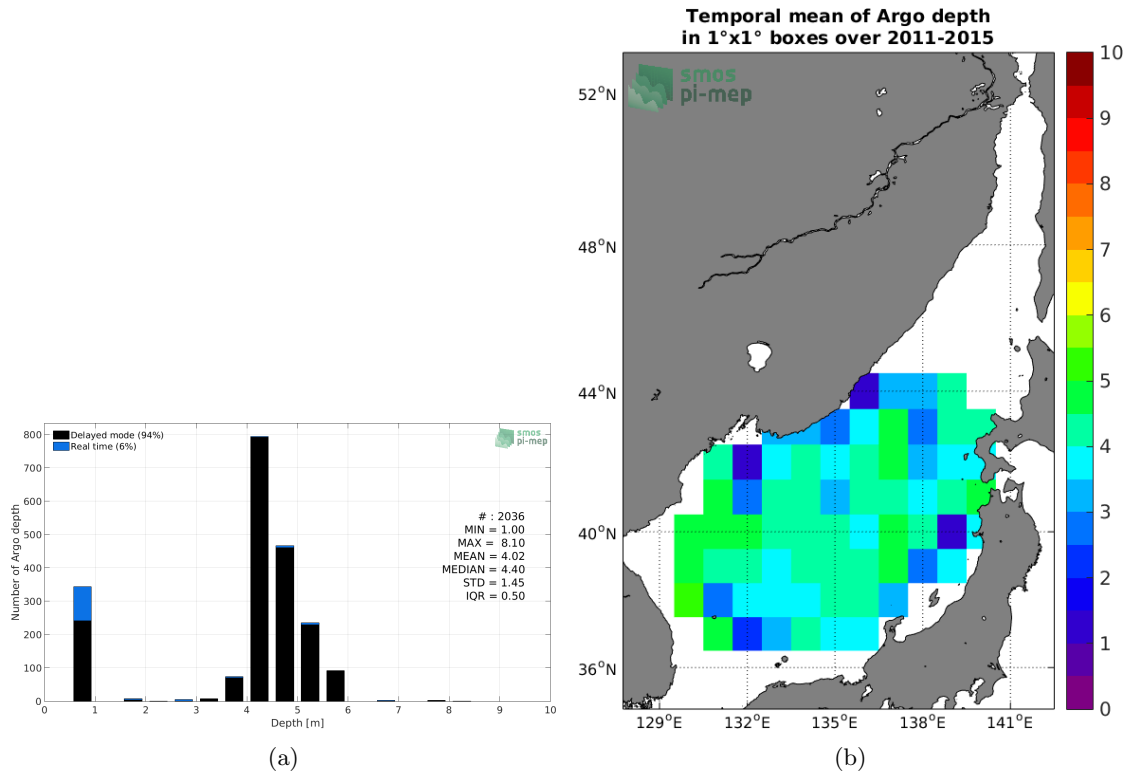 Delayed mode (94%)
Real time (6%)
smos
pi-mep
# : 2036
MIN = 1.00
MAX = 8.10
MEAN = 4.02
MEDIAN = 4.40
STD = 1.45
IQR = 0.50
Number of Argo depth
800
700
600
500
400
300
200
100
0
0 1 2 3 4 5 6 7 8 9 10
Depth [m]
(a)
Temporal mean of Argo depth
in 1°x1° boxes over 2011-2015
smos
pi-mep
52°N
48°N
44°N
40°N
36°N
129°E 132°E 135°E 138°E 141°E
10
9
8
7
6
5
4
3
2
1
0
(b)